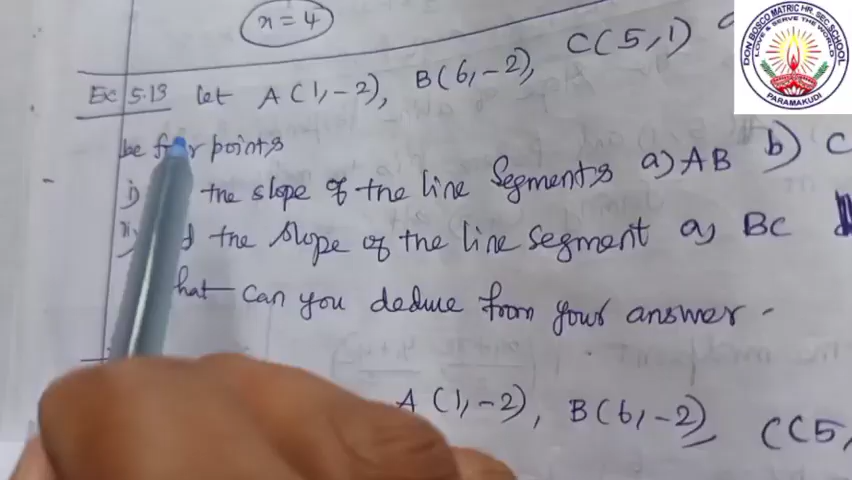 x = 4
Ex 5.13 let A(1,-2), B(6,-2), C(5,1)
be four points
i) the slope of the line segments a) AB b) C
the slope of the line segment a) BC
hat can you deduce from your answer.
A (1,-2), B(6,-2), C(5,
DON BOSCO MATRIC HR. SEC. SCHOOL
LOVE & SERVE THE WORLD
PARAMAKUDI